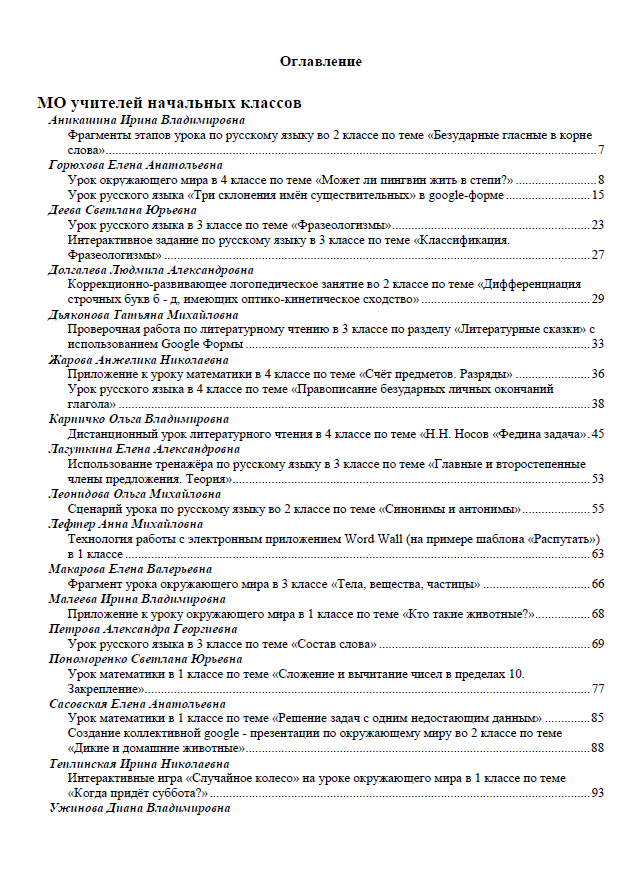 Оглавление
МО учителей начальных классов
Аникашина Ирина Владимировна
Фрагменты этапов урока по русскому языку во 2 классе по теме «Безударные гласные в корне
слова»........................................................................................................................................ 7
Горюхова Елена Анатольевна
Урок окружающего мира в 4 классе по теме «Может ли пингвин жить в степи?» ........................ 8
Урок русского языка «Три склонения имён существительных» в google-форме .......................... 15
Деева Светлана Юрьевна
Урок русского языка в 3 классе по теме «Фразеологизмы»............................................................ 23
Интерактивное задание по русскому языку в 3 классе по теме «Классификация.
Фразеологизмы» ........................................................................................................................ 27
Долгалева Людмила Александровна
Коррекционно-развивающее логопедическое занятие во 2 классе по теме «Дифференциация
строчных букв б - д, имеющих оптико-кинетическое сходство» .................................................... 29
Дьяконова Татьяна Михайловна
Проверочная работа по литературному чтению в 3 классе по разделу «Литературные сказки» с
использованием Google Формы ........................................................................................................ 33
Жарова Анжелика Николаевна
Приложение к уроку математики в 4 классе по теме «Счёт предметов. Разряды» ...................... 36
Урок русского языка в 4 классе по теме «Правописание безударных личных окончаний
глагола» ........................................................................................................................................ 38
Карпичко Ольга Владимировна
Дистанционный урок литературного чтения в 4 классе по теме «Н.Н. Носов «Федина задача». 45
Лагуткина Елена Александровна
Использование тренажёра по русскому языку в 3 классе по теме «Главные и второстепенные
члены предложения. Теория»............................................................................................................ 53
Леонидова Ольга Михайловна
Сценарий урока по русскому языку во 2 классе по теме «Синонимы и антонимы»..................... 55
Лефтер Анна Михайловна
Технология работы с электронным приложением Word Wall (на примере шаблона «Распутать»)
в 1 классе ........................................................................................................................................ 63
Макарова Елена Валерьевна
Фрагмент урока окружающего мира в 3 классе «Тела, вещества, частицы» ................................ 66
Малеева Ирина Владимировна
Приложение к уроку окружающего мира в 1 классе по теме «Кто такие животные?»................. 68
Петрова Александра Георгиевна
Урок русского языка в 3 классе по теме «Состав слова» ................................................................ 69
Пономоренко Светлана Юрьевна
Урок математики в 1 классе по теме «Сложение и вычитание чисел в пределах 10.
Закрепление»................................................................................................................................ 77
Сасовская Елена Анатольевна
Урок математики в 1 классе по теме «Решение задач с одним недостающим данным» .............. 85
Создание коллективной google - презентации по окружающему миру во 2 классе по теме
«Дикие и домашние животные»........................................................................................................ 88
Теплинская Ирина Николаевна
Интерактивные игра «Случайное колесо» на уроке окружающего мира в 1 классе по теме
«Когда придёт суббота?» .................................................................................................................. 93
Ужинова Диана Владимировна